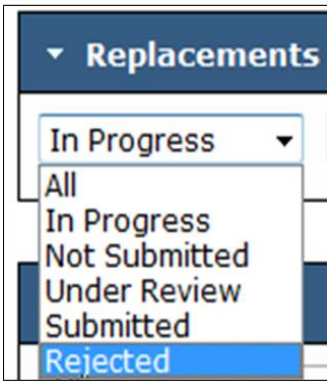 Replacements
In Progress
All
In Progress
Not Submitted
Under Review
Submitted
Rejected